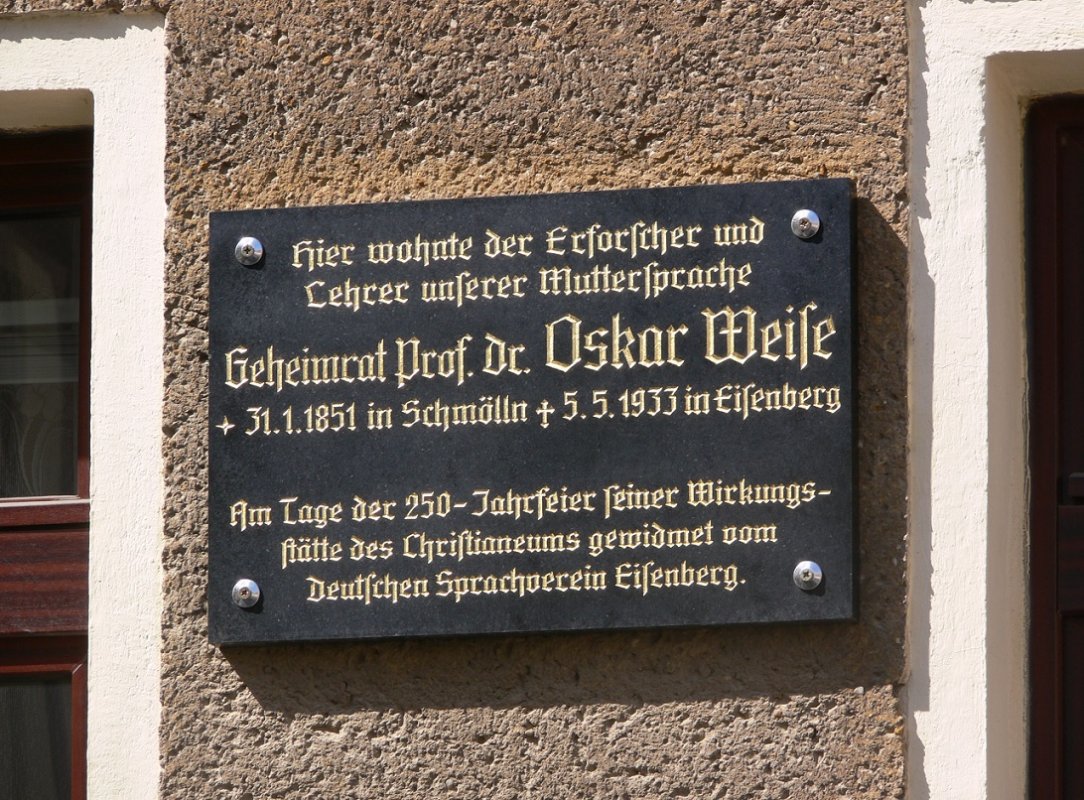 Hier wohnte der Erforſcher und
Lehrer unſerer Mutterſprache
Geheimrat Prof. Dr. Oskar Weiſe
+ 31.1.1851 in Schmölln ✝ 5.5.1933 in Eiſenberg
Am Tage der 250-Jahrfeier ſeiner Wirkungs-
ſtätte des Chriſtianeums gewidmet vom
Deutſchen Sprachverein Eiſenberg.